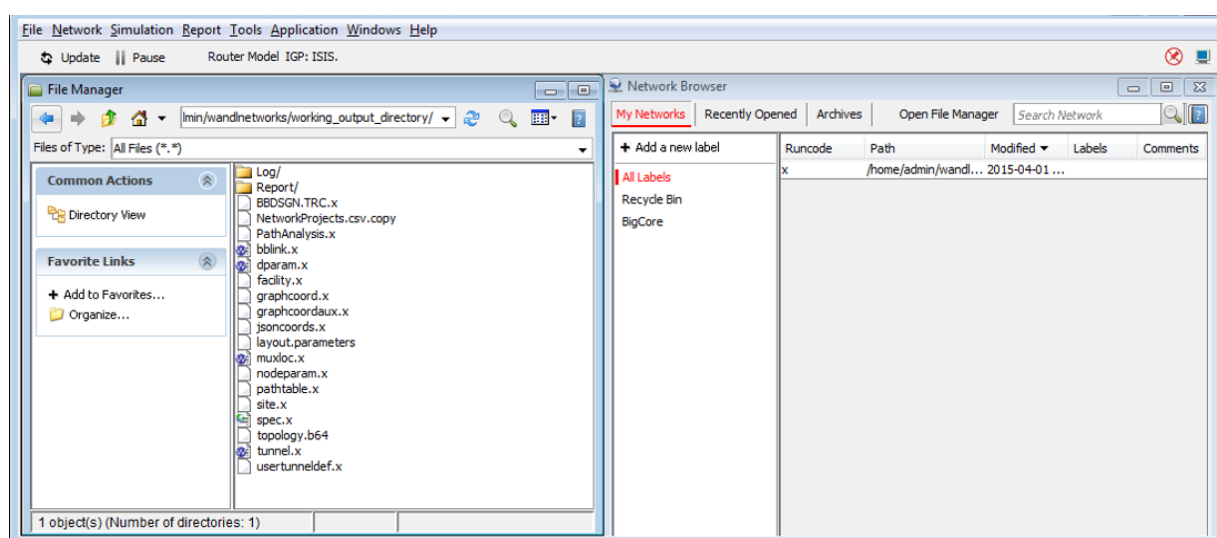 File Network Simulation Report Tools Application Windows Help
Update Pause Router Model IGP: ISIS.
File Manager
lmin/wandlnetworks/working_output_directory/
Files of Type: All Files (*.*)
Common Actions
Directory View
Favorite Links
+ Add to Favorites...
Organize...
Log/
Report/
BBDSGN.TRC.x
NetworkProjects.csv.copy
PathAnalysis.x
bblink.x
dparam.x
facility.x
graphcoord.x
graphcoordaux.x
jsoncoords.x
layout.parameters
muxloc.x
nodeparam.x
pathtable.x
site.x
spec.x
topology.b64
tunnel.x
usertunneldef.x
1 object(s) (Number of directories: 1)
Network Browser
My Networks Recently Opened Archives Open File Manager Search Network
+ Add a new label
All Labels
Recycle Bin
BigCore
Runcode Path Modified Labels Comments
x /home/admin/wandl... 2015-04-01 ...